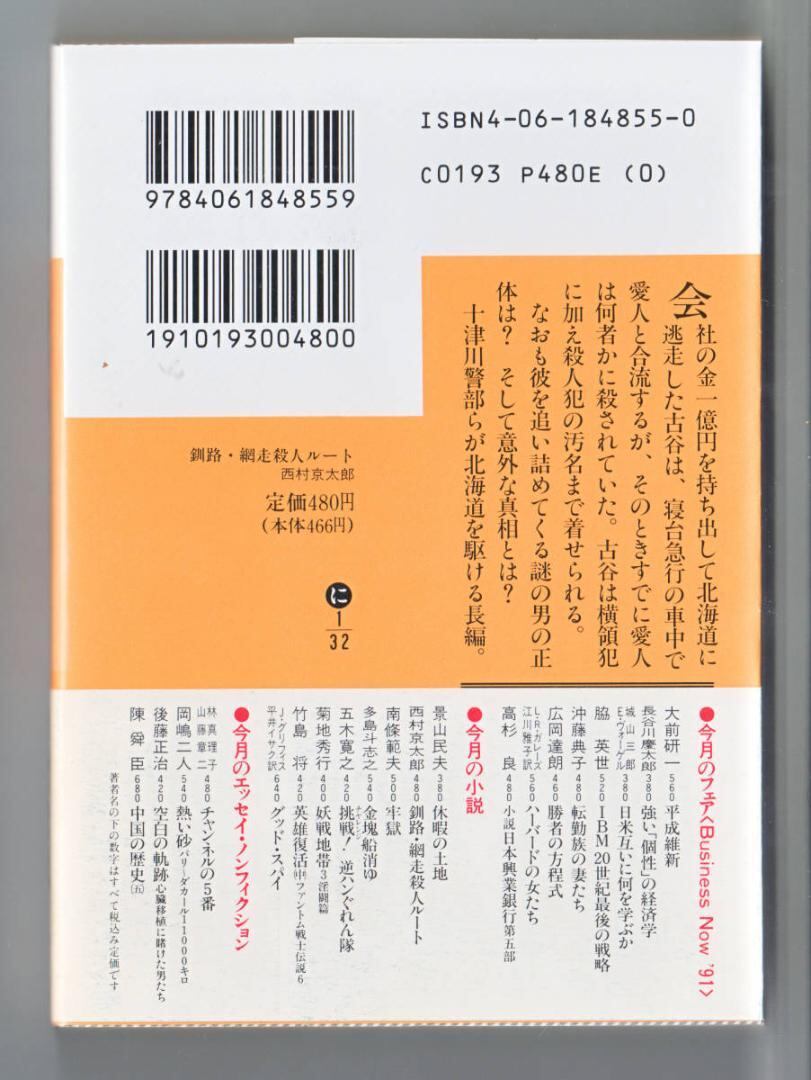 9784061848559
ISBN4-06-184855-0
C0193 P480E (0)
1910193004800
会社の金一億円を持ち出して北海道に
逃走した古谷は、寝台急行の車中で
愛人と合流するが、そのときすでに愛人
は何者かに殺されていた。古谷は横領犯
に加え殺人犯の汚名まで着せられる。
なおも彼を追い詰めてくる謎の男の正
体は? そして意外な真相とは?
十津川警部らが北海道を駆ける長編。
釧路・網走殺人ルート
西村京太郎
定価480円
(本体466円)
に
1
32
●今月のフェア〈Business Now '91〉
大前研一 560 平成維新
長谷川慶太郎 380 強い「個性」の経済学
城山三郎 E・ヴォーゲル 380 日米互いに何を学ぶか
脇 英世 520 IBM 20世紀最後の戦略
沖藤典子 480 転勤族の妻たち
広岡達朗 460 勝者の方程式
L・R・ガレーズ 江川雅子訳 560 ハーバードの女たち
高杉 良 480 小説日本興業銀行 第五部
●今月の小説
景山民夫 380 休暇の土地
西村京太郎 480 釧路・網走殺人ルート
南條範夫 500 牢獄
多島斗志之 540 金塊船消ゆ
五木寛之 420 挑戦! 逆ハンぐれん隊
菊地秀行 400 妖戦地帯3 淫闘篇
竹島 将 420 英雄復活(中) ファントム戦士伝説6
J・グリフィス 平井イサク訳 640 グッド・スパイ
●今月のエッセイ・ノンフィクション
林真理子 山藤章二 480 チャンネルの5番
岡嶋二人 540 熱い砂 パリ〜ダカール11000キロ
後藤正治 420 空白の軌跡 心臓移植に賭けた男たち
陳 舜臣 680 中国の歴史(五)
著者名の下の数字はすべて税込み定価です